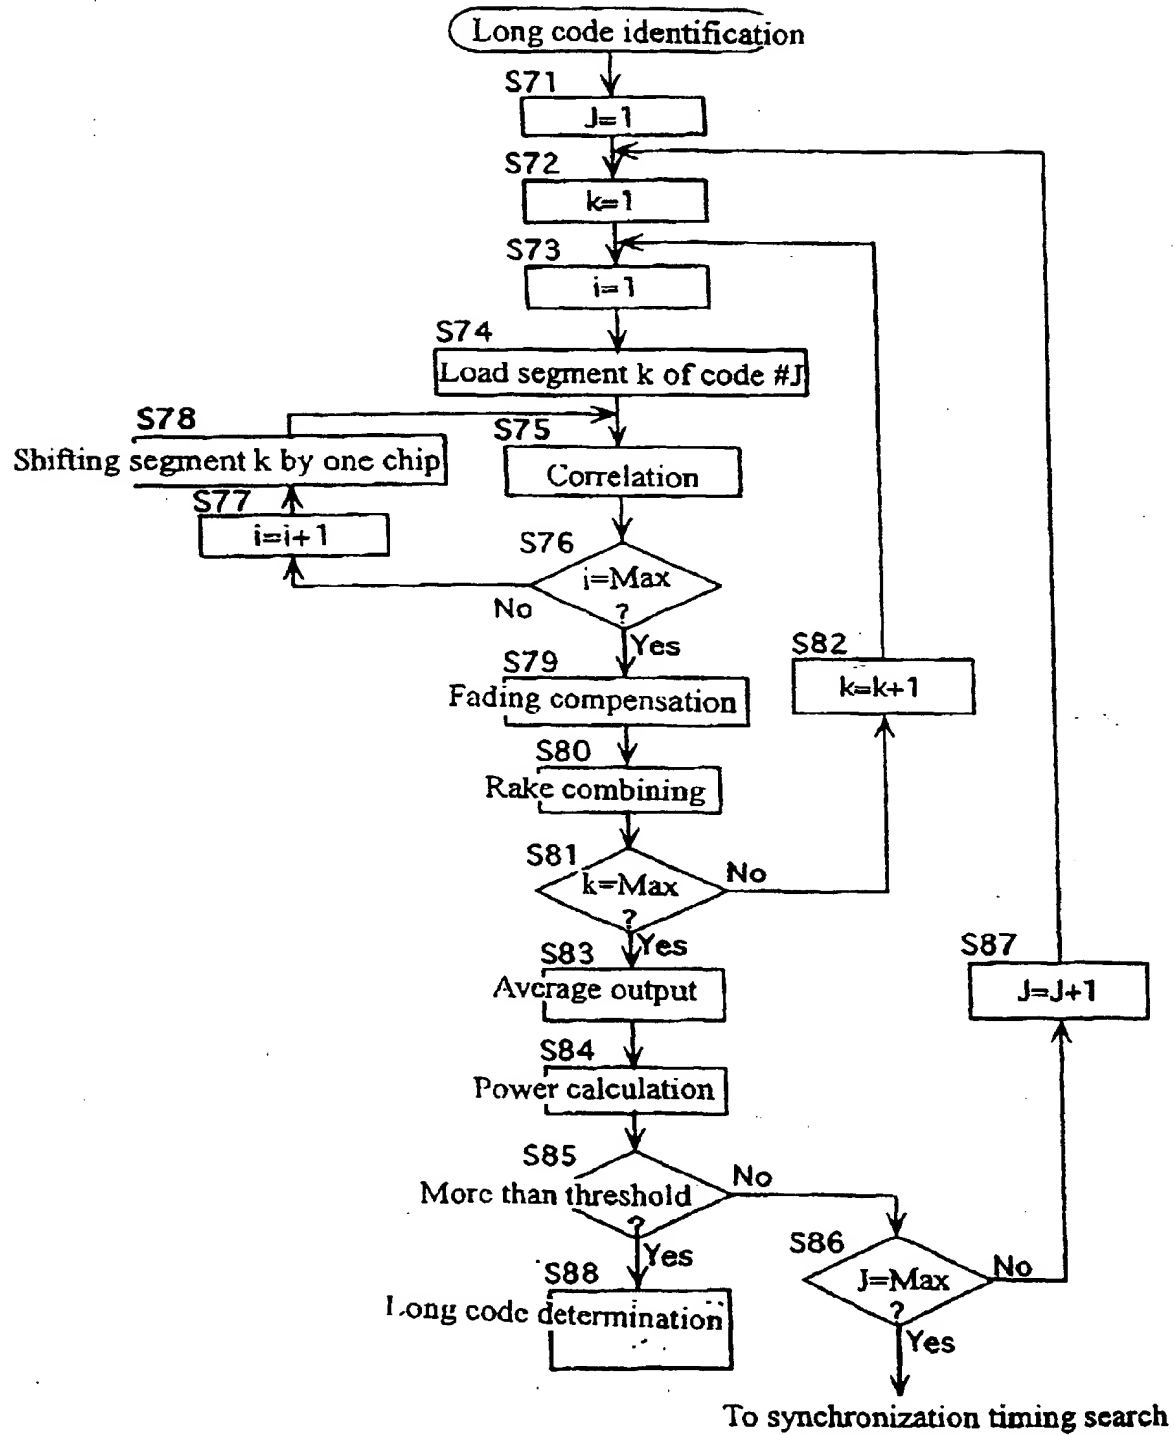 Long code identification
S71
J=1
S72
k=1
S73
i=1
S74
Load segment k of code #J
S78
Shifting segment k by one chip
S75
Correlation
S77
i=i+1
S76
i=Max
?
No
Yes
S79
Fading compensation
S82
k=k+1
S80
Rake combining
S81
k=Max
?
No
Yes
S83
Average output
S87
J=J+1
S84
Power calculation
S85
More than threshold
?
No
Yes
S86
J=Max
?
No
Yes
S88
Long code determination
To synchronization timing search